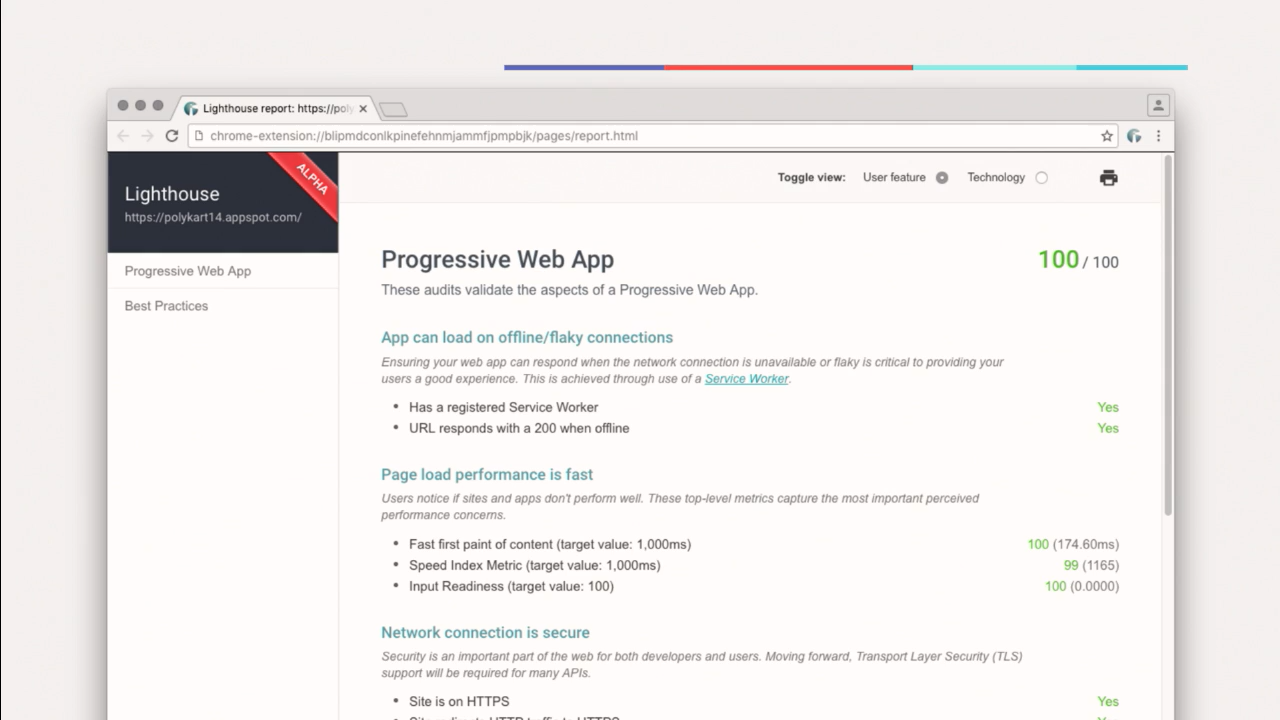 Lighthouse report: https://poly
chrome-extension://blipmdconlkpinefehnmjammfjpmpbjk/pages/report.html
Lighthouse
ALPHA
https://polykart14.appspot.com/
Progressive Web App
Best Practices
Toggle view: User feature Technology
Progressive Web App 100 / 100
These audits validate the aspects of a Progressive Web App.
App can load on offline/flaky connections
Ensuring your web app can respond when the network connection is unavailable or flaky is critical to providing your
users a good experience. This is achieved through use of a Service Worker.
• Has a registered Service Worker Yes
• URL responds with a 200 when offline Yes
Page load performance is fast
Users notice if sites and apps don't perform well. These top-level metrics capture the most important perceived
performance concerns.
• Fast first paint of content (target value: 1,000ms) 100 (174.60ms)
• Speed Index Metric (target value: 1,000ms) 99 (1165)
• Input Readiness (target value: 100) 100 (0.0000)
Network connection is secure
Security is an important part of the web for both developers and users. Moving forward, Transport Layer Security (TLS)
support will be required for many APIs.
• Site is on HTTPS Yes
• Site redirects HTTP traffic to HTTPS Yes